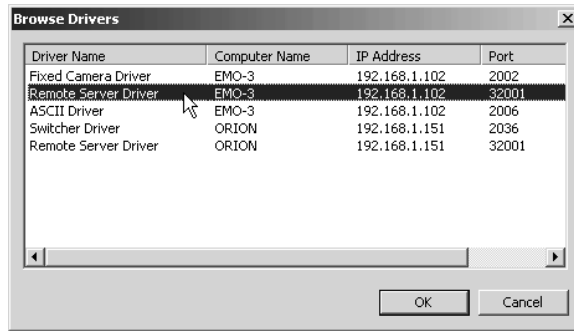 Browse Drivers
Driver Name Computer Name IP Address Port
Fixed Camera Driver EMO-3 192.168.1.102 2002
Remote Server Driver EMO-3 192.168.1.102 32001
ASCII Driver EMO-3 192.168.1.102 2006
Switcher Driver ORION 192.168.1.151 2036
Remote Server Driver ORION 192.168.1.151 32001
OK Cancel